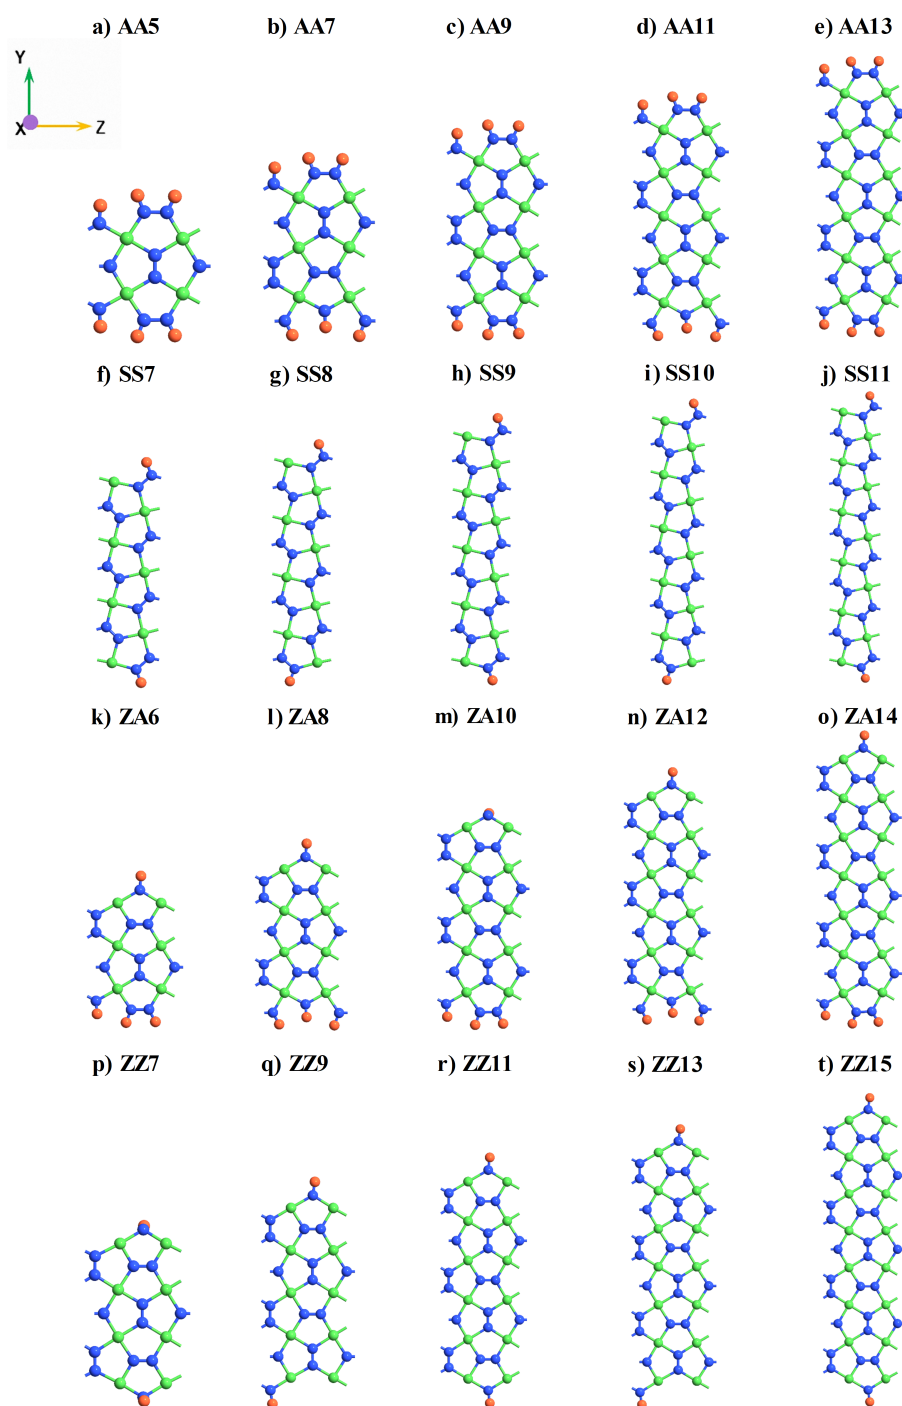 a) AA5 b) AA7 c) AA9 d) AA11 e) AA13
Y
X Z
f) SS7 g) SS8 h) SS9 i) SS10 j) SS11
k) ZA6 l) ZA8 m) ZA10 n) ZA12 o) ZA14
p) ZZ7 q) ZZ9 r) ZZ11 s) ZZ13 t) ZZ15